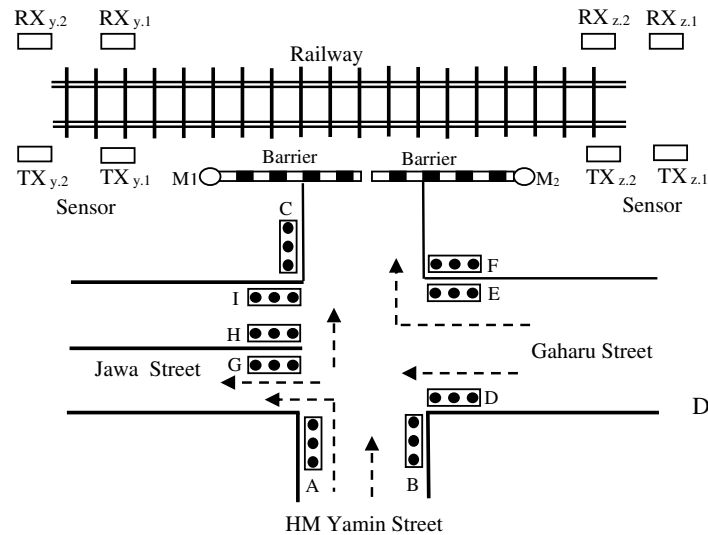 RX y.2 RX y.1 RX z.2 RX z.1
Railway
Barrier Barrier
TX y.2 TX y.1 M1 M2 TX z.2 TX z.1
Sensor C Sensor
F
I E
H
Jawa Street G Gaharu Street
D D
A B
HM Yamin Street